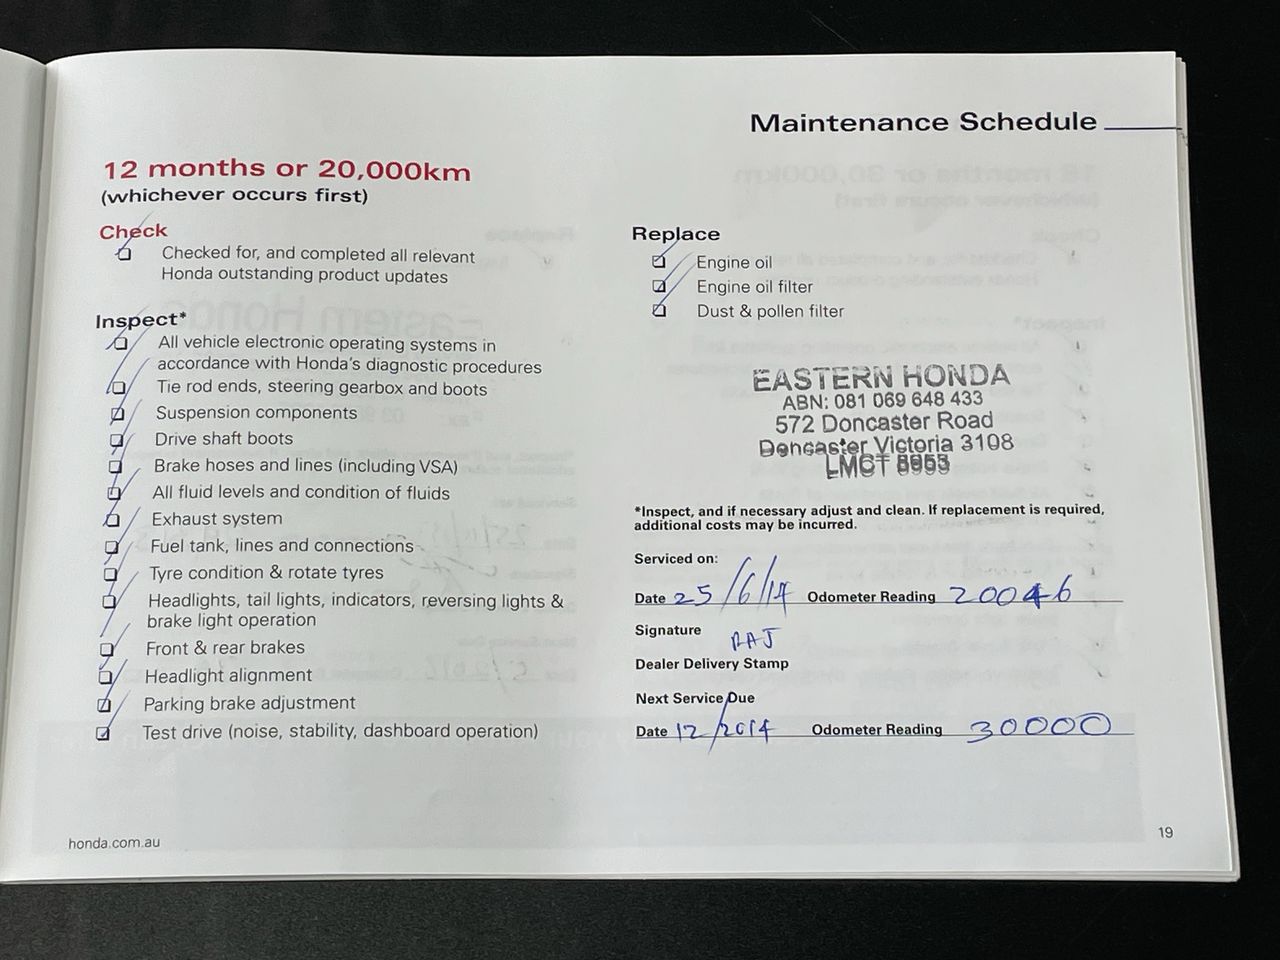 Maintenance Schedule
12 months or 20,000km
(whichever occurs first)
Check
Checked for, and completed all relevant
Honda outstanding product updates
Inspect*
All vehicle electronic operating systems in
accordance with Honda's diagnostic procedures
Tie rod ends, steering gearbox and boots
Suspension components
Drive shaft boots
Brake hoses and lines (including VSA)
All fluid levels and condition of fluids
Exhaust system
Fuel tank, lines and connections
Tyre condition & rotate tyres
Headlights, tail lights, indicators, reversing lights &
brake light operation
Front & rear brakes
Headlight alignment
Parking brake adjustment
Test drive (noise, stability, dashboard operation)
Replace
Engine oil
Engine oil filter
Dust & pollen filter
EASTERN HONDA
ABN: 081 069 648 433
572 Doncaster Road
Doncaster Victoria 3108
LMCT
*Inspect, and if necessary adjust and clean. If replacement is required,
additional costs may be incurred.
Serviced on:
Date 25/6/14 Odometer Reading 20046
Signature RAJ
Dealer Delivery Stamp
Next Service Due
Date 12/2014 Odometer Reading 30000
honda.com.au
19